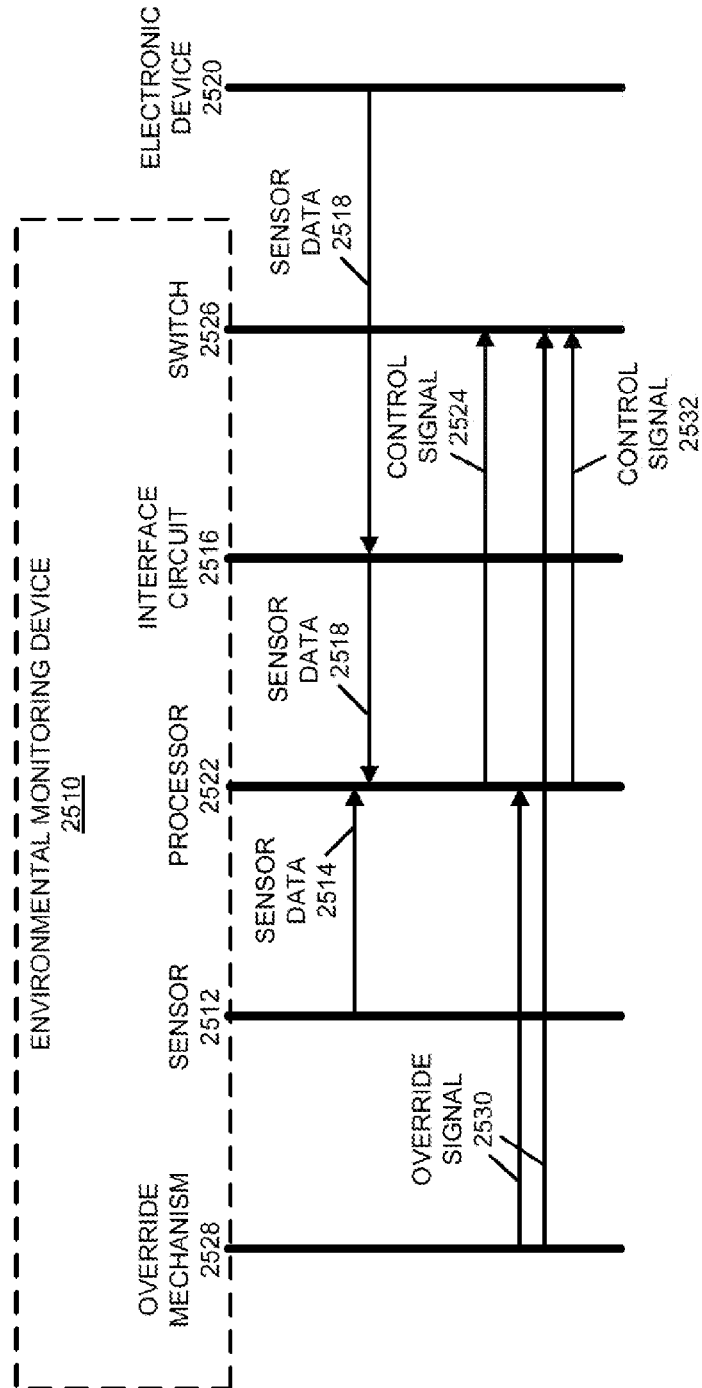 ENVIRONMENTAL MONITORING DEVICE
2510
OVERRIDE
MECHANISM
2528
SENSOR
2512
PROCESSOR
2522
INTERFACE
CIRCUIT
2516
SWITCH
2526
ELECTRONIC
DEVICE
2520
SENSOR
DATA
2514
SENSOR
DATA
2518
SENSOR
DATA
2518
CONTROL
SIGNAL
2524
OVERRIDE
SIGNAL
2530
CONTROL
SIGNAL
2532